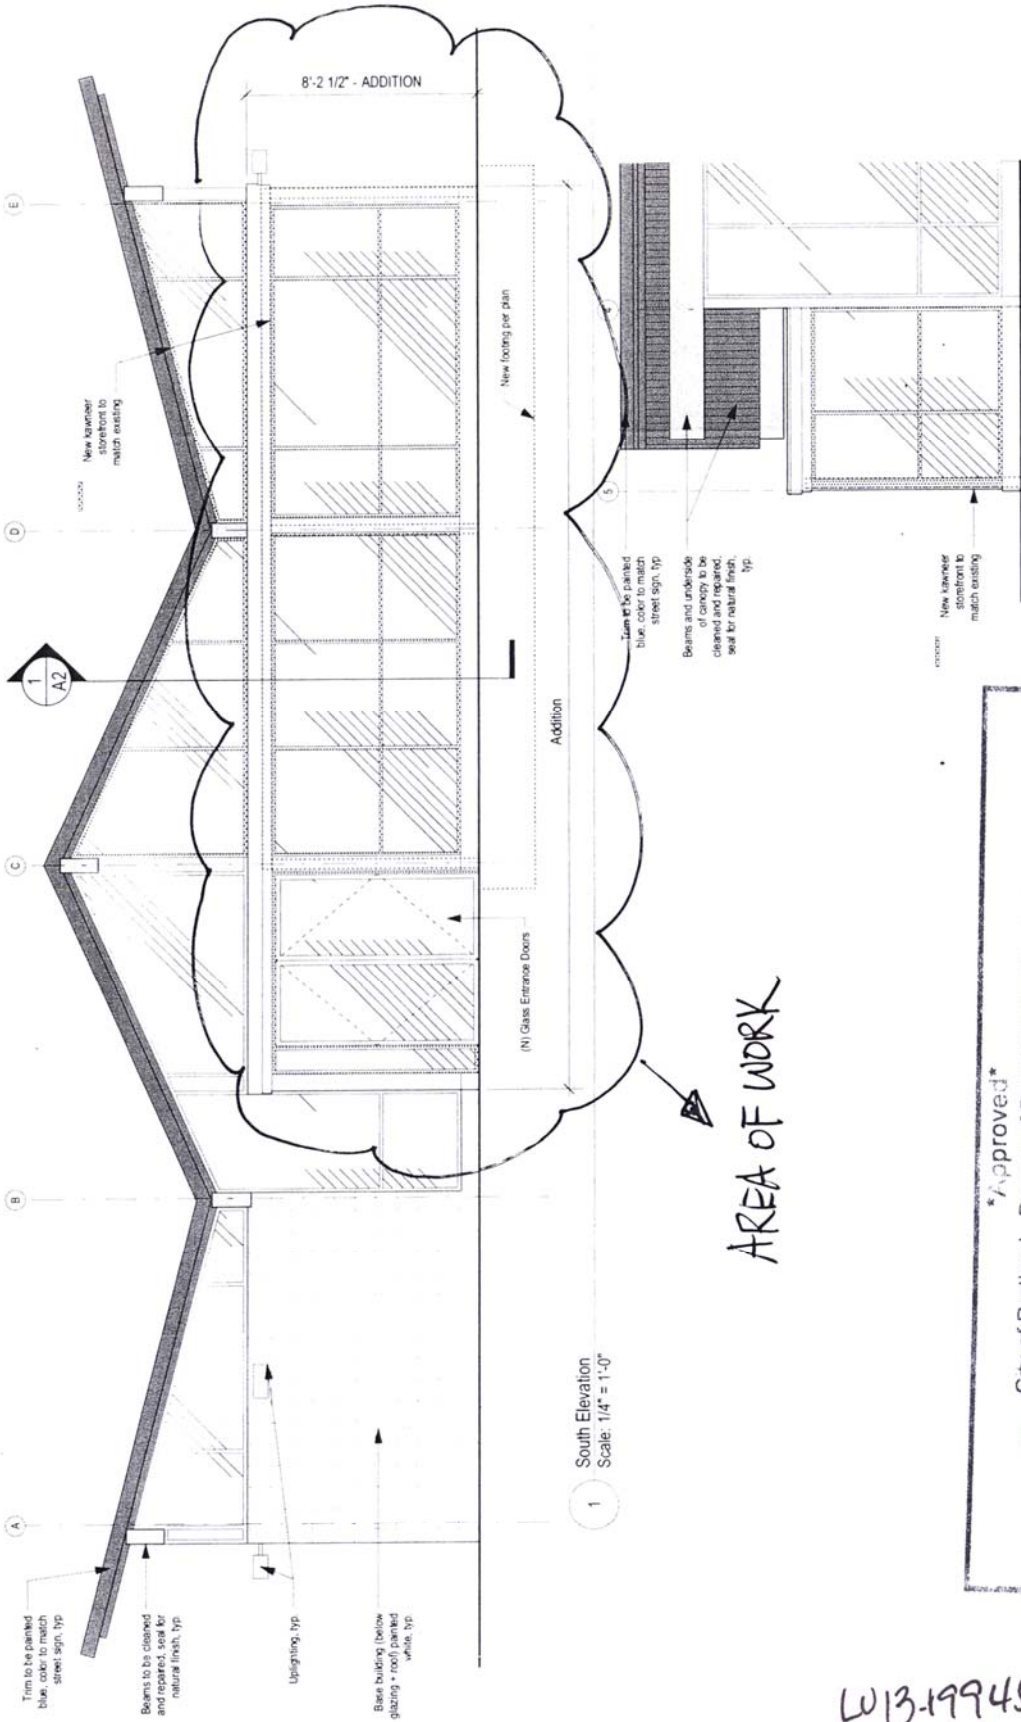 8'-2 1/2" - ADDITION
E
D
C
B
A
New kawneer
storefront to
match existing
1
A2
New footing per plan
Addition
(N) Glass Entrance Doors
Trim to be painted
blue, color to match
street sign, typ
Beams to be cleaned
and repaired, seal for
natural finish, typ.
Uplighting, typ.
Base building (below
glazing + roof) painted
white, typ.
1
South Elevation
Scale: 1/4" = 1'-0"
AREA OF WORK
5
Trim to be painted
blue, color to match
street sign, typ
Beams and underside
of canopy to be
cleaned and repaired,
seal for natural finish,
typ.
New kawneer
storefront to
match existing
*Approved*
LU13-19945